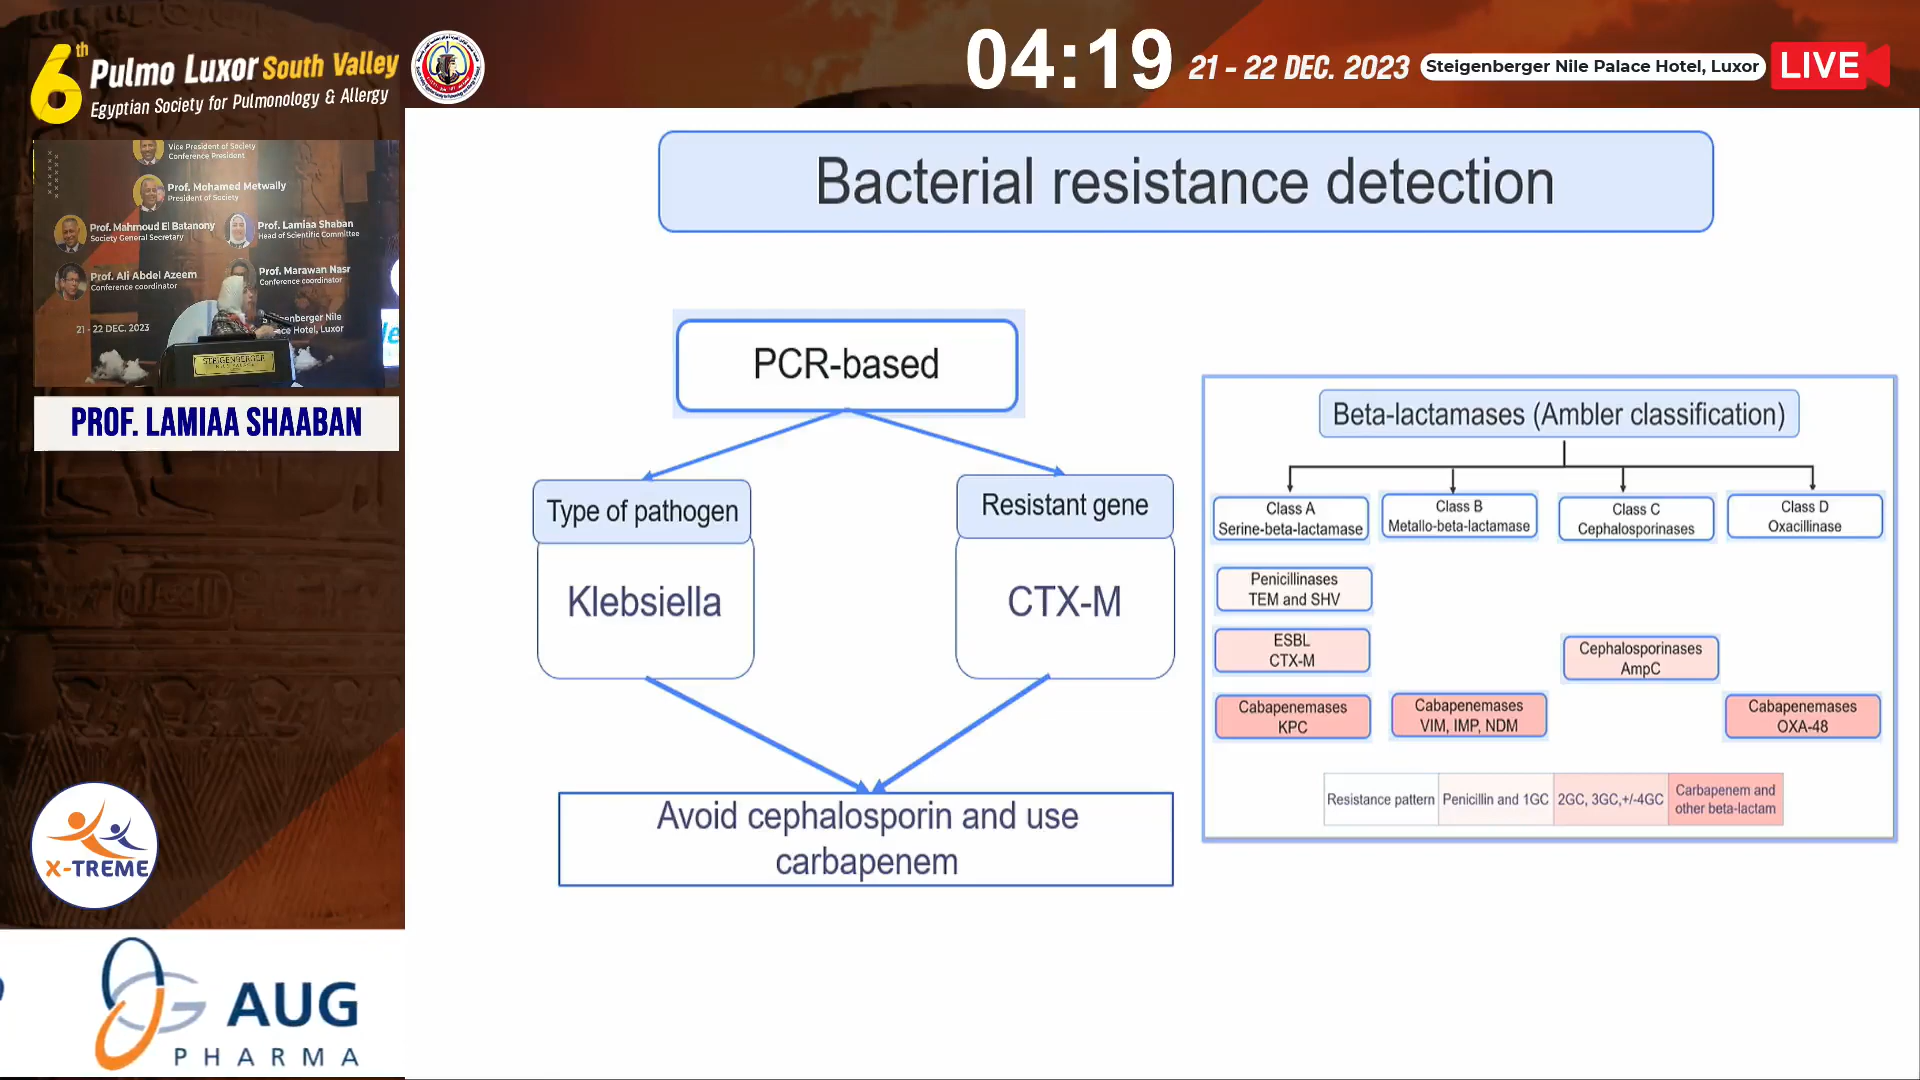 6th
Pulmo Luxor South Valley
Egyptian Society for Pulmonology & Allergy
04:19
21 - 22 DEC. 2023
Steigenberger Nile Palace Hotel, Luxor
LIVE
Vice President of Society
Conference President
Prof. Mohamed Metwally
President of Society
Prof. Mahmoud El Batanony
Society General Secretary
Prof. Lamiaa Shaban
Head of Scientific Committee
Prof. Ali Abdel Azeem
Conference coordinator
Prof. Marawan Nasr
Conference coordinator
21 - 22 DEC. 2023
Hotel, Luxor
STEIGENBERGER
PROF. LAMIAA SHAABAN
X-TREME
AUG
PHARMA
Bacterial resistance detection
PCR-based
Type of pathogen
Klebsiella
Resistant gene
CTX-M
Avoid cephalosporin and use
carbapenem
Beta-lactamases (Ambler classification)
Class A
Serine-beta-lactamase
Class B
Metallo-beta-lactamase
Class C
Cephalosporinases
Class D
Oxacillinase
Penicillinases
TEM and SHV
ESBL
CTX-M
Cephalosporinases
AmpC
Cabapenemases
KPC
Cabapenemases
VIM, IMP, NDM
Cabapenemases
OXA-48
Resistance pattern
Penicillin and 1GC
2GC, 3GC,+/-4GC
Carbapenem and
other beta-lactam